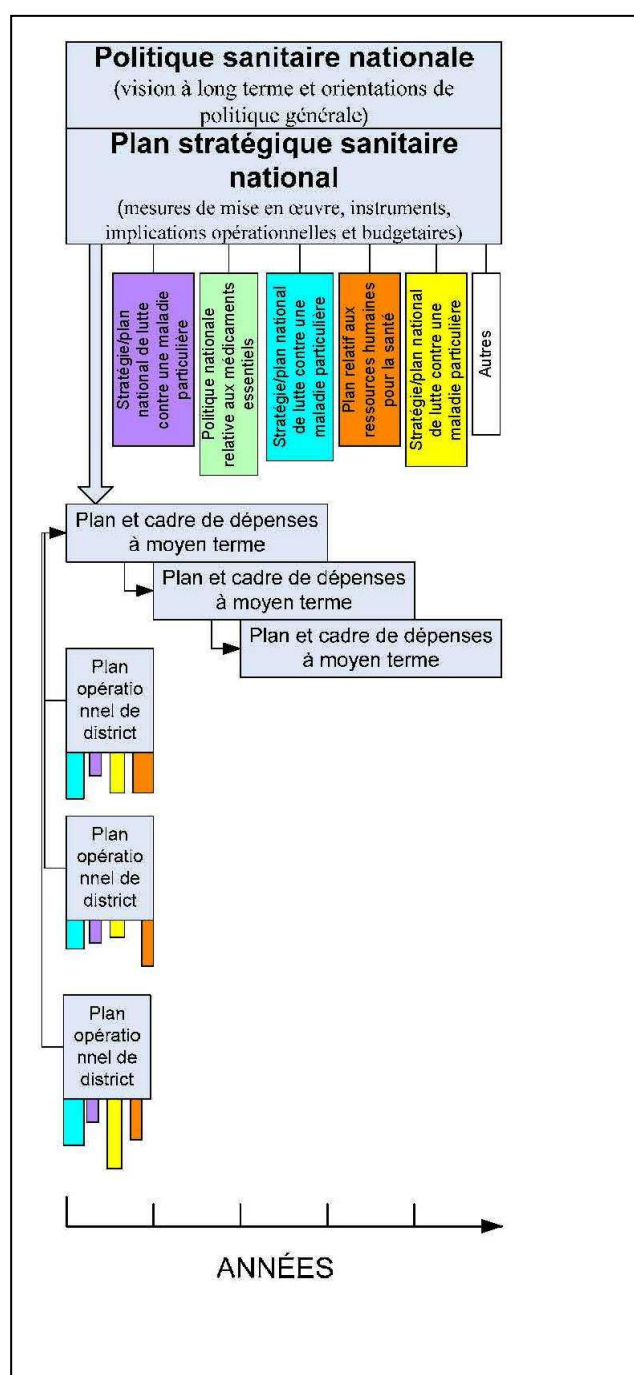 Politique sanitaire nationale
(vision à long terme et orientations de
politique générale)
Plan stratégique sanitaire
national
(mesures de mise en œuvre, instruments,
implications opérationnelles et budgetaires)
Stratégie/plan
national de lutte
contre une maladie
particulière
Politique nationale
relative aux médicaments
essentiels
Stratégie/plan national
de lutte contre une
maladie particulière
Plan relatif aux
ressources humaines
pour la santé
Stratégie/plan national
de lutte contre une
maladie particulière
Autres
Plan et cadre de dépenses
à moyen terme
Plan et cadre de dépenses
à moyen terme
Plan et cadre de dépenses
à moyen terme
Plan
opératio
nnel de
district
Plan
opératio
nnel de
district
Plan
opératio
nnel de
district
ANNÉES